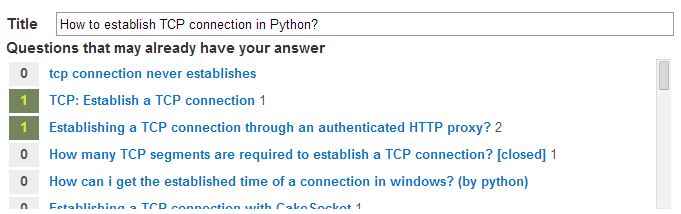 Title How to establish TCP connection in Python?
Questions that may already have your answer
0 tcp connection never establishes
1 TCP: Establish a TCP connection 1
1 Establishing a TCP connection through an authenticated HTTP proxy? 2
0 How many TCP segments are required to establish a TCP connection? [closed] 1
0 How can i get the established time of a connection in windows? (by python)
0 Establishing a TCP connection with CakeSocket 1